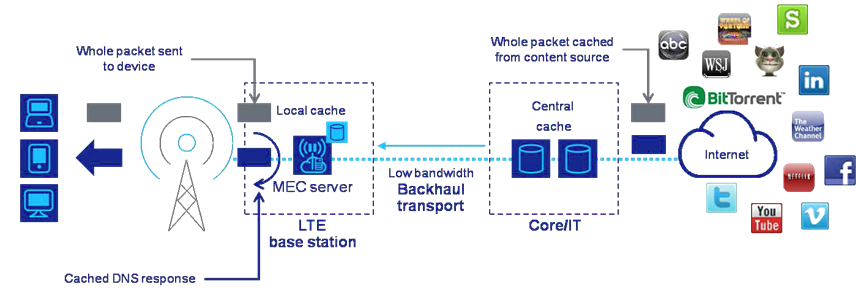 Whole packet sent
to device
Local cache
MEC server
LTE
base station
Cached DNS response
Low bandwidth
Backhaul
transport
Whole packet cached
from content source
Central
cache
Core/IT
Internet
abc
WHEEL OF
FORTUNE
WSJ
S
in
BitTorrent™
The
Weather
Channel
NETFLIX
f
t
You
Tube
v